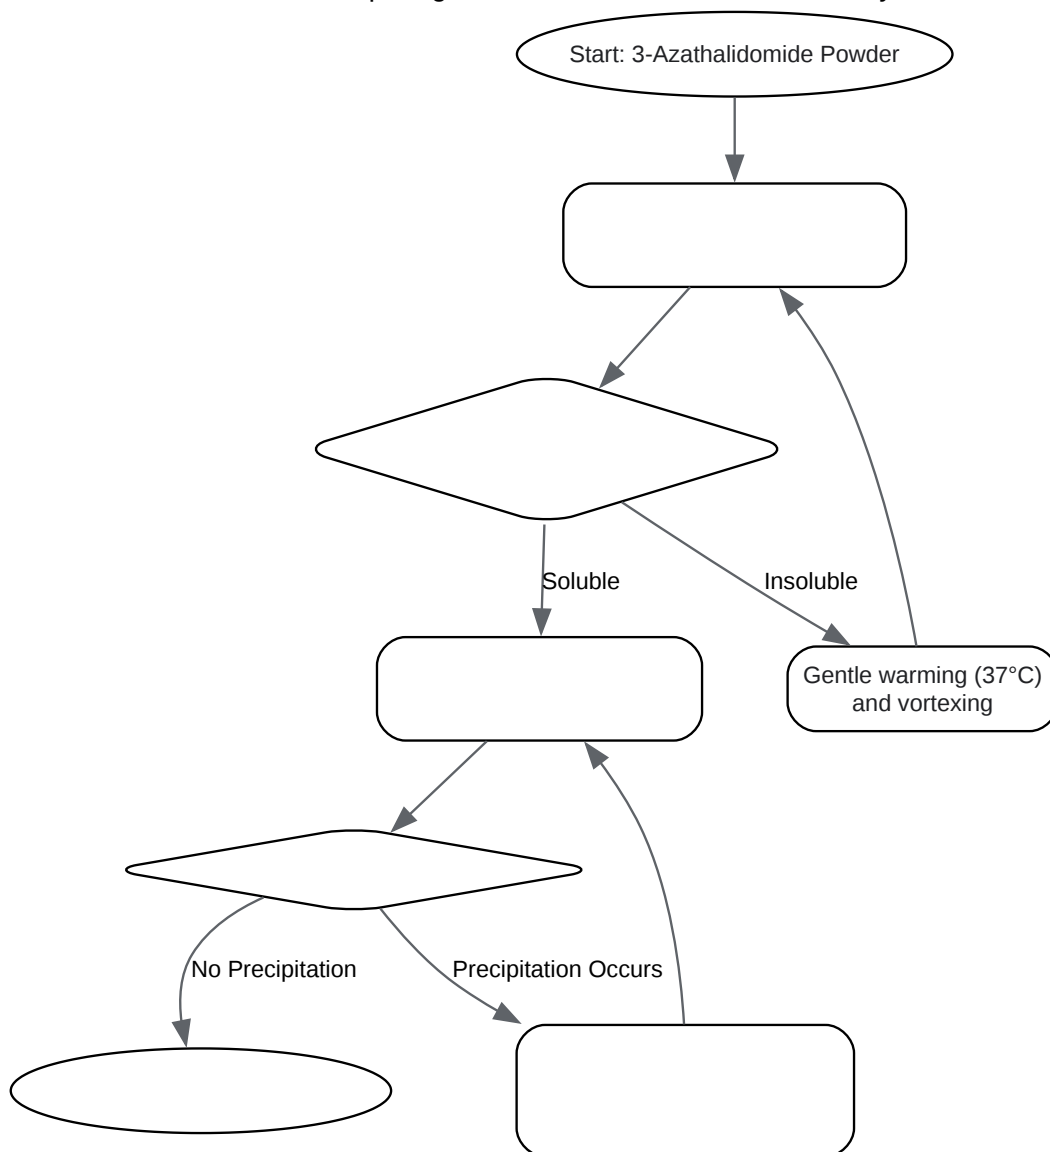 Start: 3-Azathalidomide Powder
Soluble
Insoluble
Gentle warming (37°C)
and vortexing
No Precipitation
Precipitation Occurs